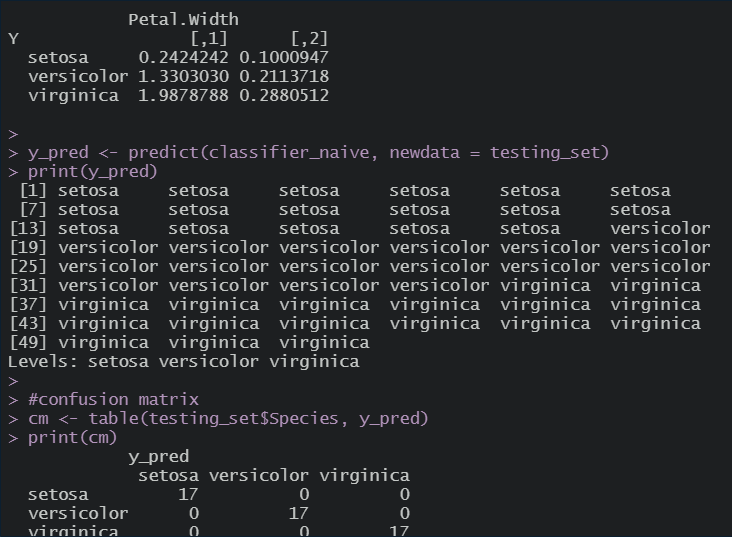 Petal.Width
Y [,1] [,2]
setosa 0.2424242 0.1000947
versicolor 1.3303030 0.2113718
virginica 1.9878788 0.2880512
>
> y_pred <- predict(classifier_naive, newdata = testing_set)
> print(y_pred)
[1] setosa setosa setosa setosa setosa setosa
[7] setosa setosa setosa setosa setosa setosa
[13] setosa setosa setosa setosa setosa versicolor
[19] versicolor versicolor versicolor versicolor versicolor versicolor
[25] versicolor versicolor versicolor versicolor versicolor versicolor
[31] versicolor versicolor versicolor versicolor virginica virginica
[37] virginica virginica virginica virginica virginica virginica
[43] virginica virginica virginica virginica virginica virginica
[49] virginica virginica virginica
Levels: setosa versicolor virginica
>
> #confusion matrix
> cm <- table(testing_set$Species, y_pred)
> print(cm)
y_pred
setosa versicolor virginica
setosa 17 0 0
versicolor 0 17 0
virginica 0 0 17